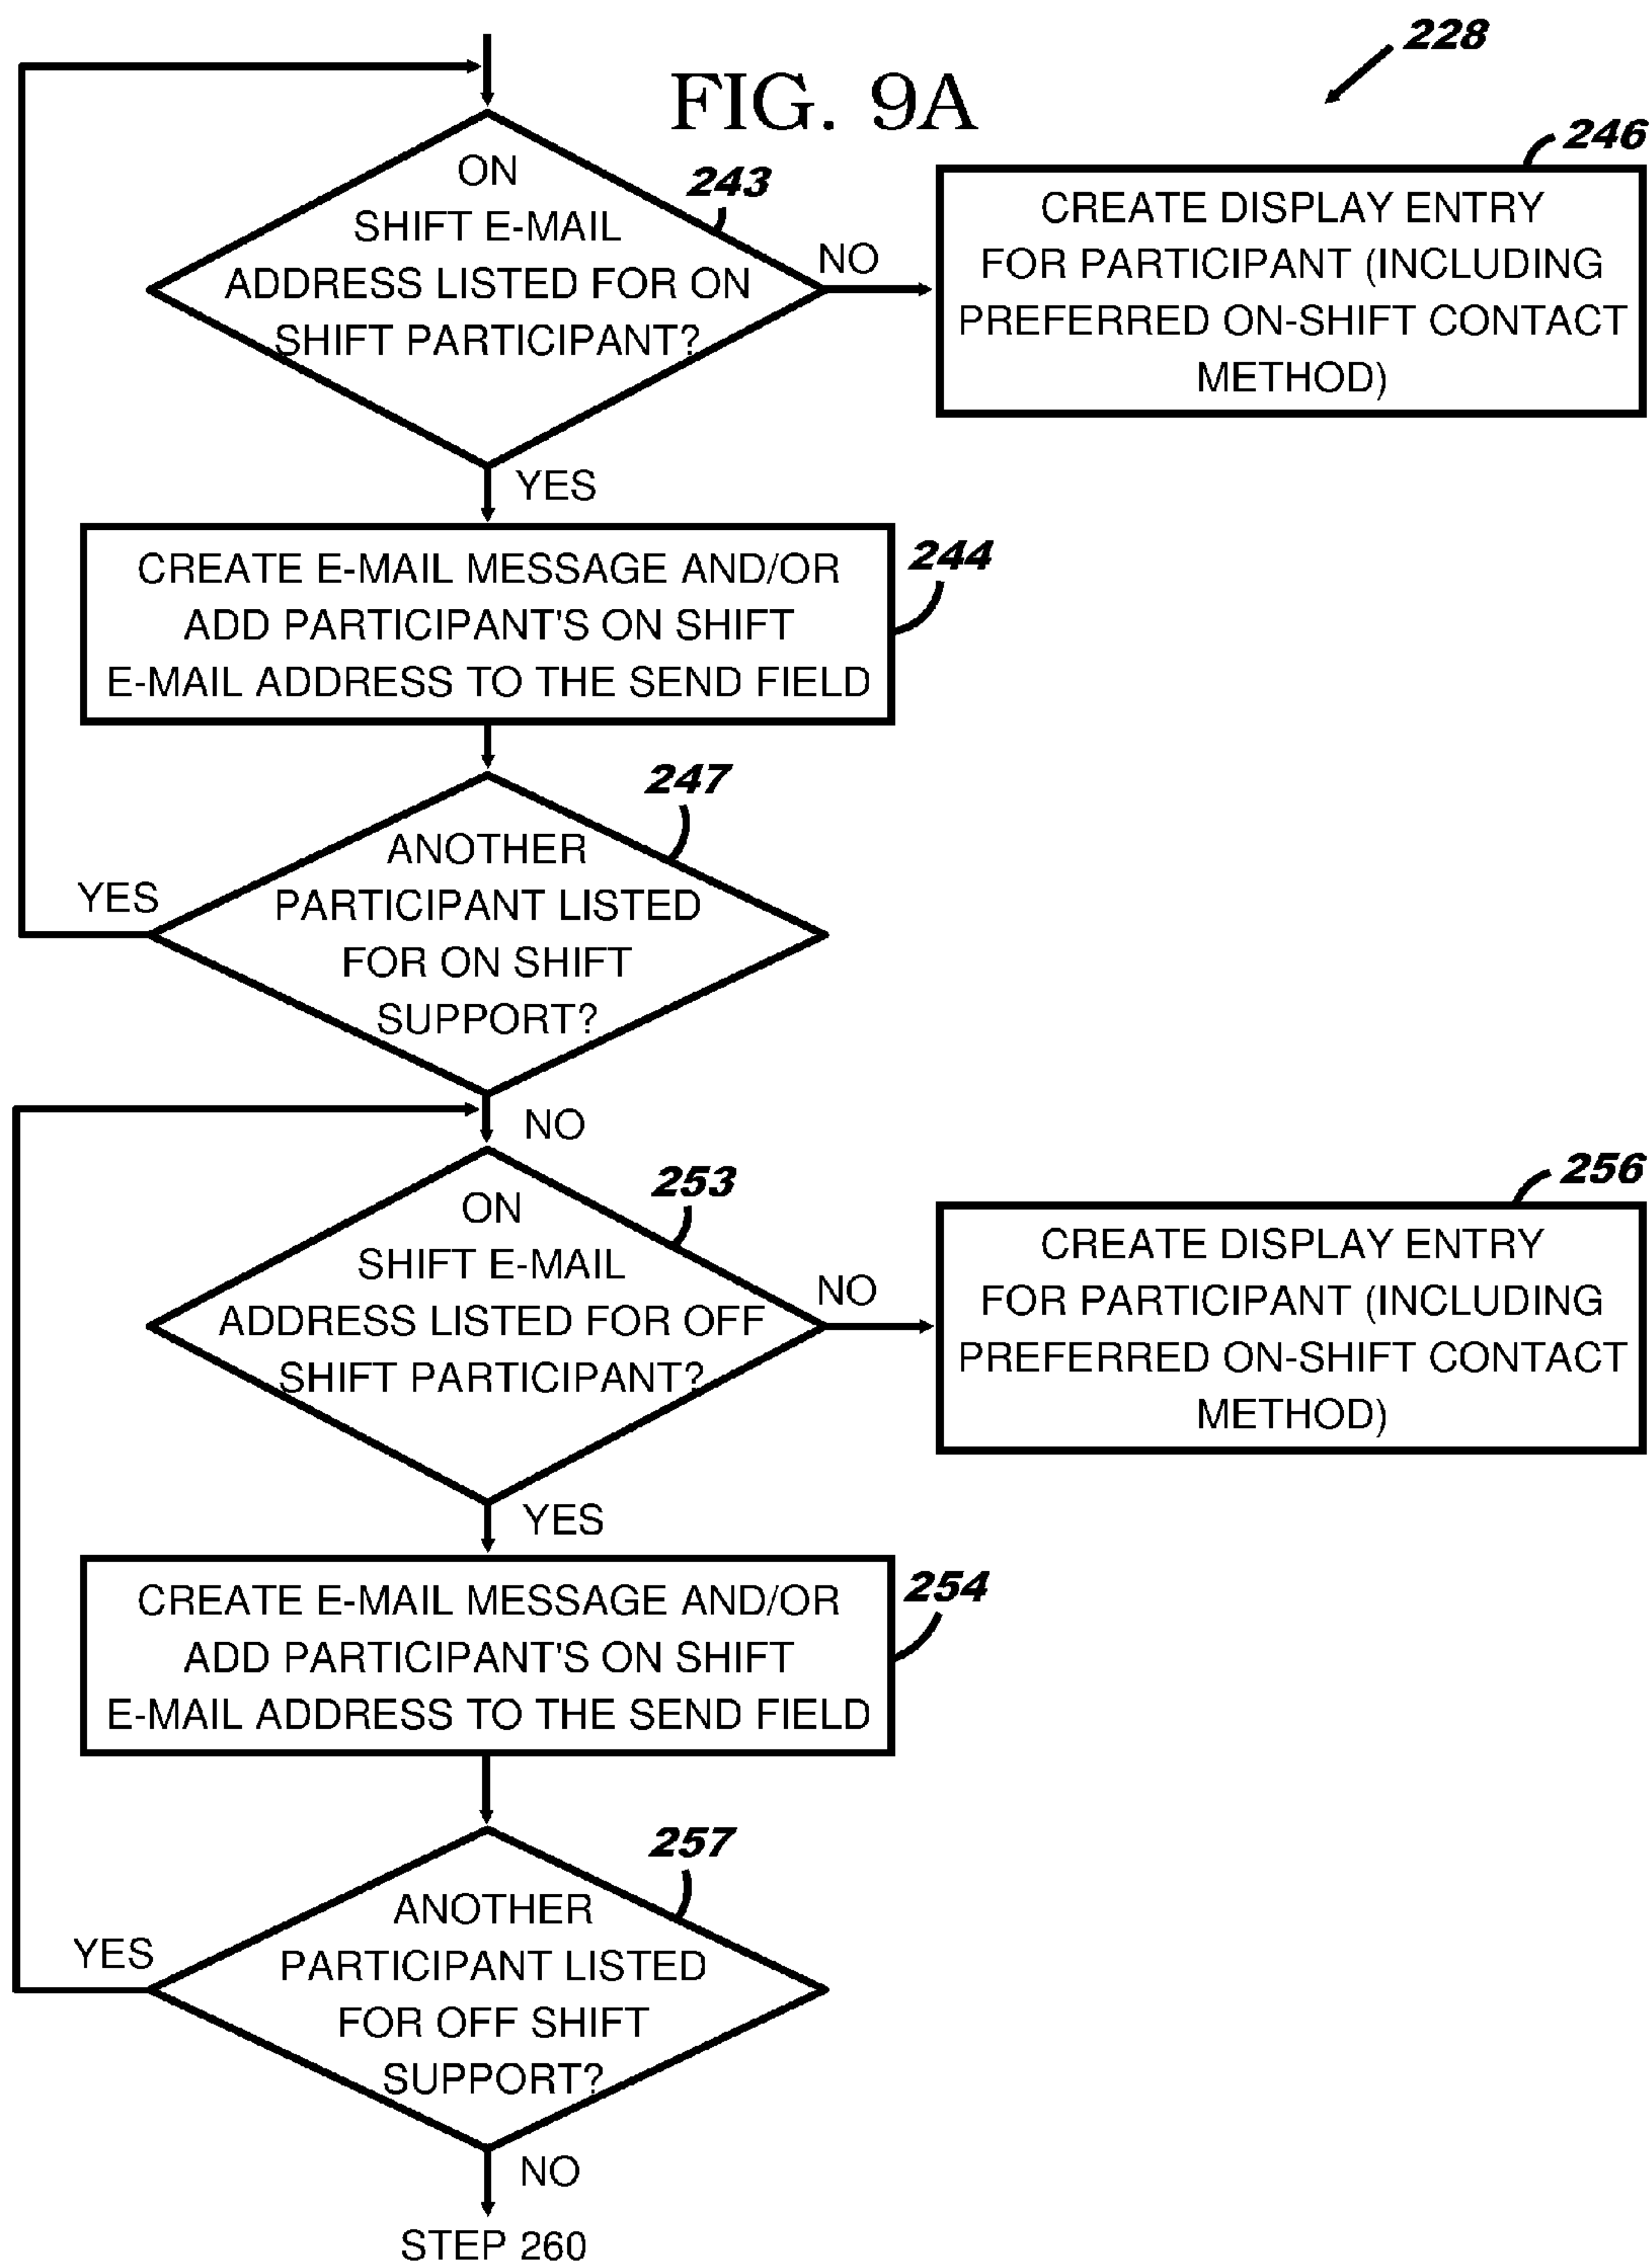 228
FIG. 9A
246
ON
SHIFT E-MAIL
ADDRESS LISTED FOR ON
SHIFT PARTICIPANT?
243
NO
CREATE DISPLAY ENTRY
FOR PARTICIPANT (INCLUDING
PREFERRED ON-SHIFT CONTACT
METHOD)
YES
CREATE E-MAIL MESSAGE AND/OR
ADD PARTICIPANT'S ON SHIFT
E-MAIL ADDRESS TO THE SEND FIELD
244
247
ANOTHER
PARTICIPANT LISTED
FOR ON SHIFT
SUPPORT?
YES
NO
253
ON
SHIFT E-MAIL
ADDRESS LISTED FOR OFF
SHIFT PARTICIPANT?
NO
256
CREATE DISPLAY ENTRY
FOR PARTICIPANT (INCLUDING
PREFERRED ON-SHIFT CONTACT
METHOD)
YES
CREATE E-MAIL MESSAGE AND/OR
ADD PARTICIPANT'S ON SHIFT
E-MAIL ADDRESS TO THE SEND FIELD
254
257
ANOTHER
PARTICIPANT LISTED
FOR OFF SHIFT
SUPPORT?
YES
NO
STEP 260